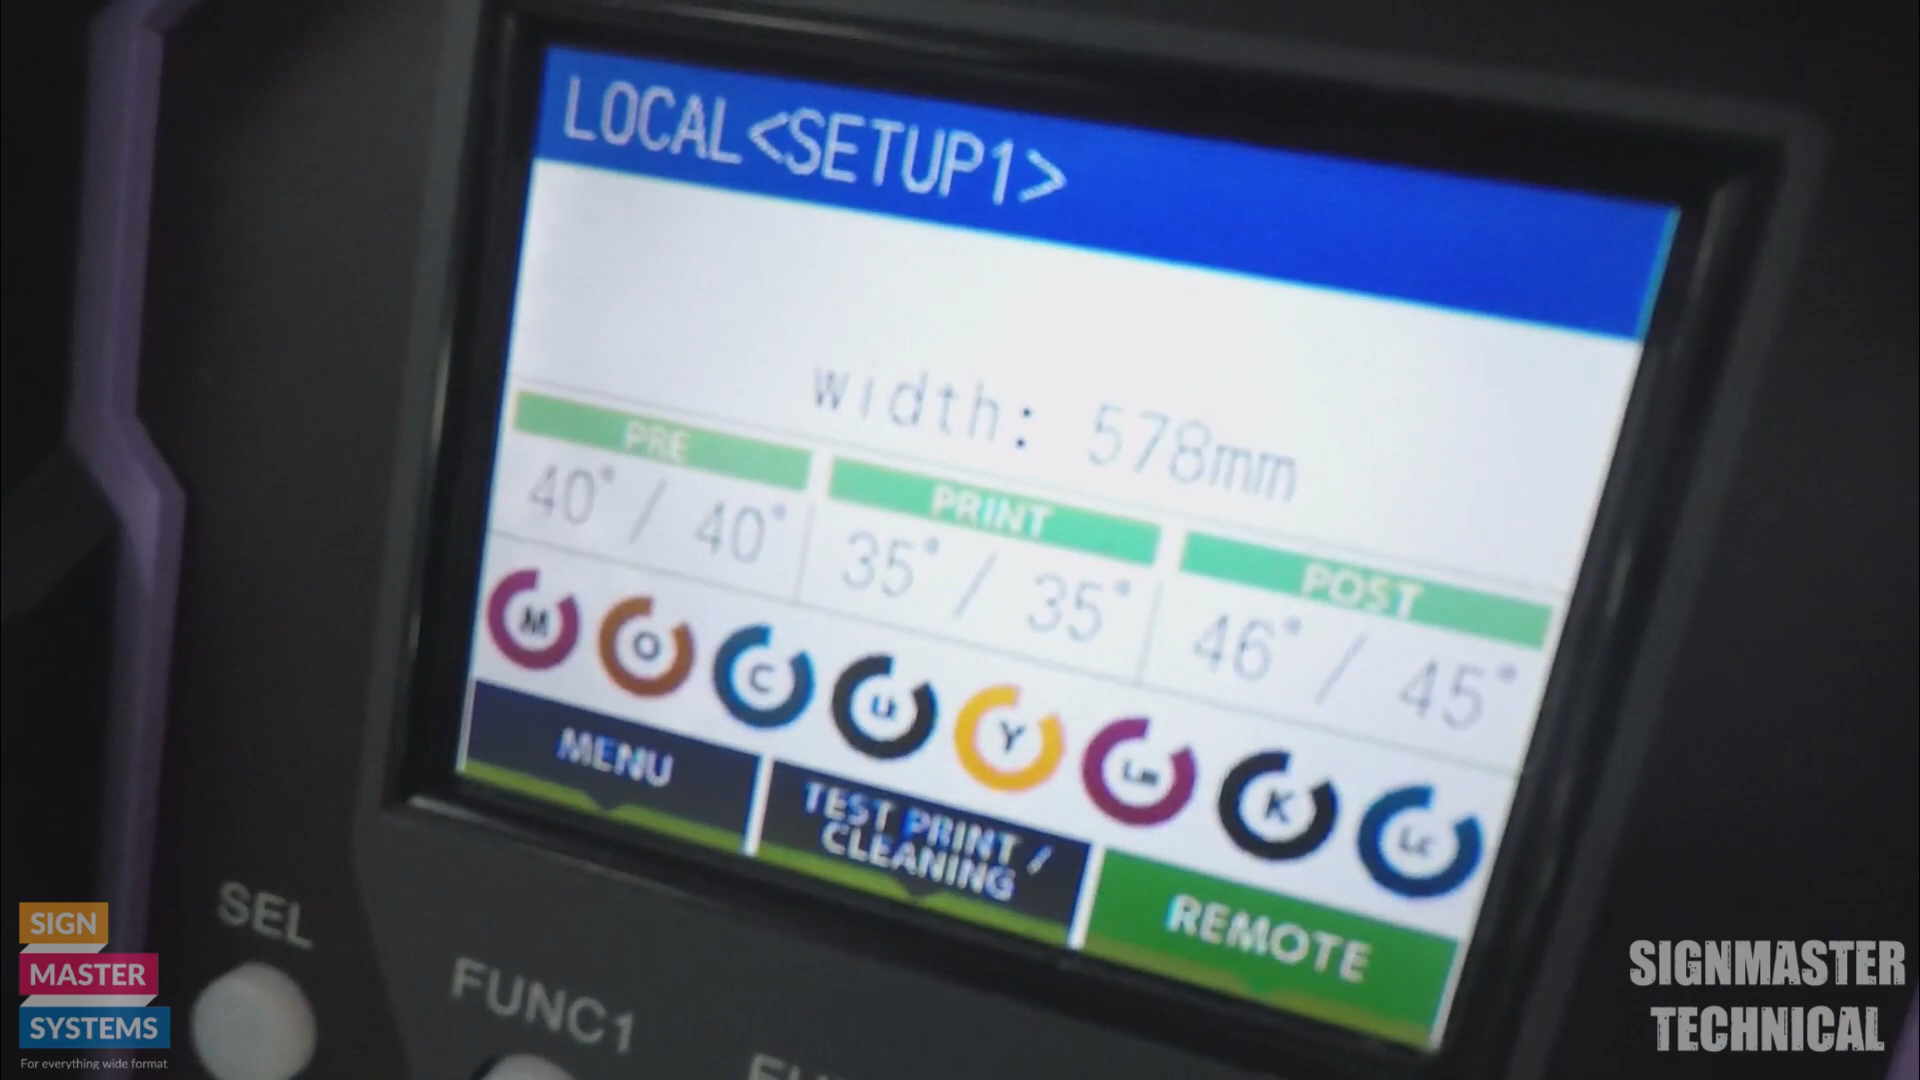 LOCAL<SETUP1>
width: 578mm
PRE
PRINT
POST
40° / 40°
35° / 35°
46° / 45°
M
O
C
Y
Lm
K
Lc
MENU
TEST PRINT /
CLEANING
REMOTE
SEL
FUNC1
SIGN
MASTER
SYSTEMS
For everything wide format
SIGNMASTER
TECHNICAL